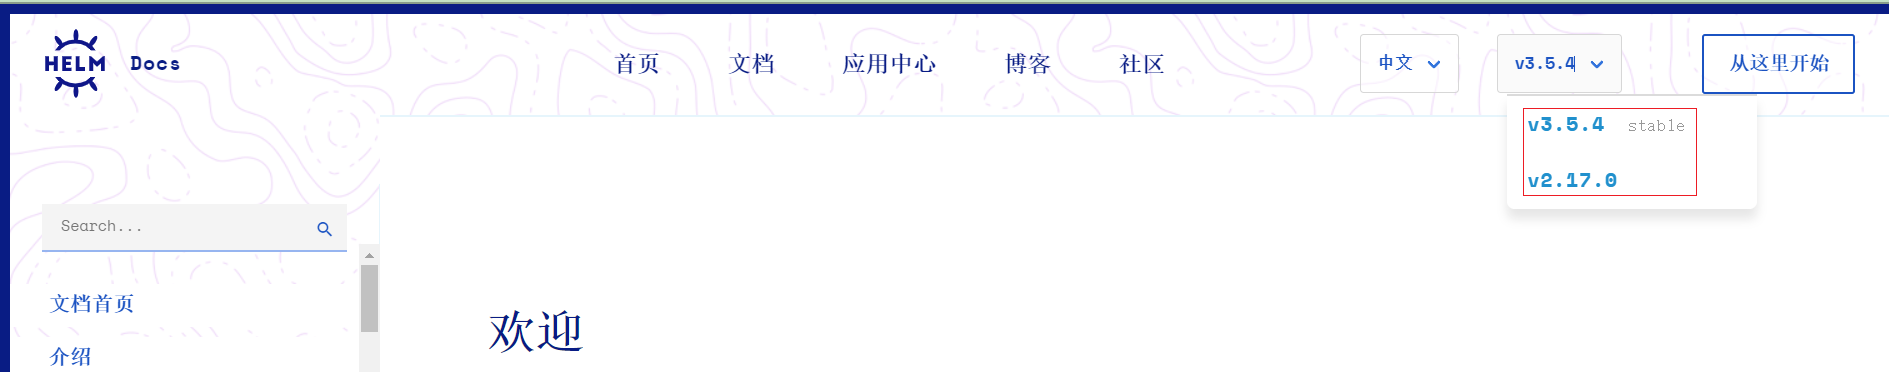 HELM Docs 首页 文档 应用中心 博客 社区 中文 v3.5.4 从这里开始
v3.5.4 stable
v2.17.0
Search...
文档首页
欢迎
介绍